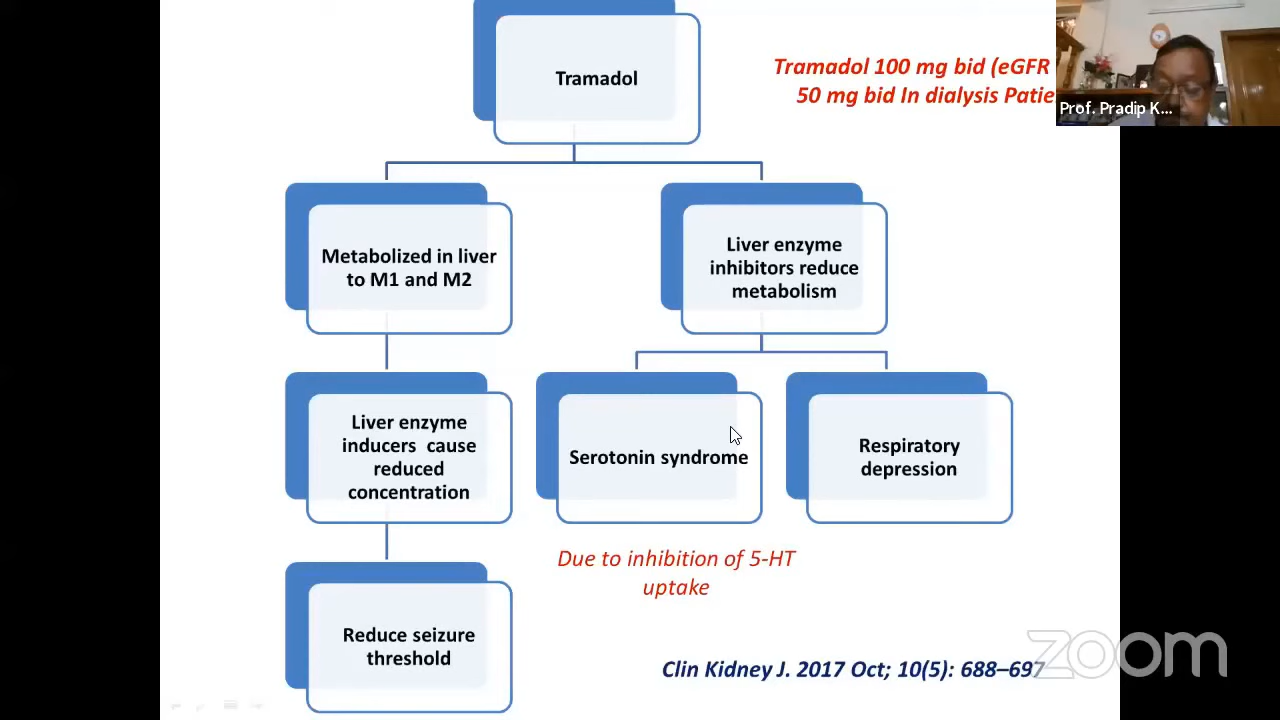 Tramadol
Tramadol 100 mg bid (eGFR
50 mg bid In dialysis Patie
Prof. Pradip K...
Metabolized in liver
to M1 and M2
Liver enzyme
inhibitors reduce
metabolism
Liver enzyme
inducers cause
reduced
concentration
Serotonin syndrome
Respiratory
depression
Due to inhibition of 5-HT
uptake
Reduce seizure
threshold
Clin Kidney J. 2017 Oct; 10(5): 688–697
zoom